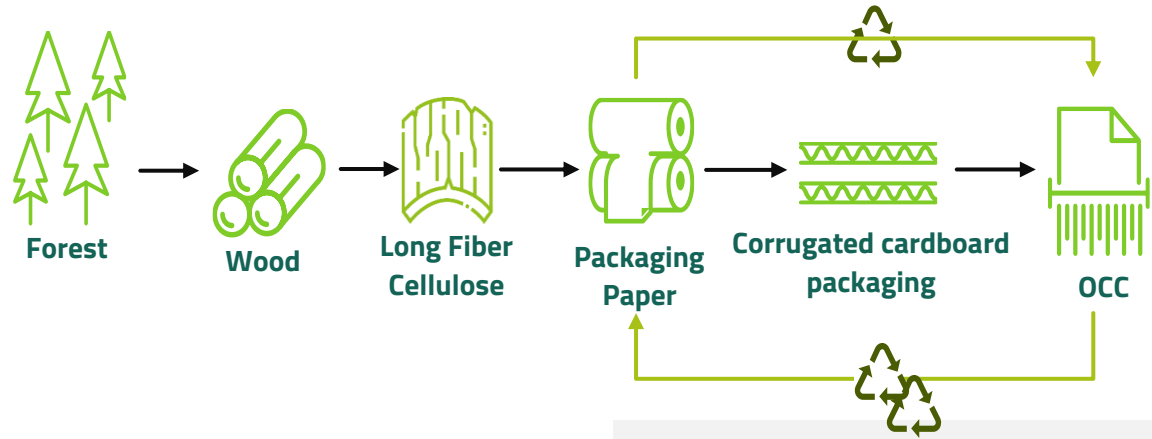 Forest
Wood
Long Fiber
Cellulose
Packaging
Paper
Corrugated cardboard
packaging
OCC